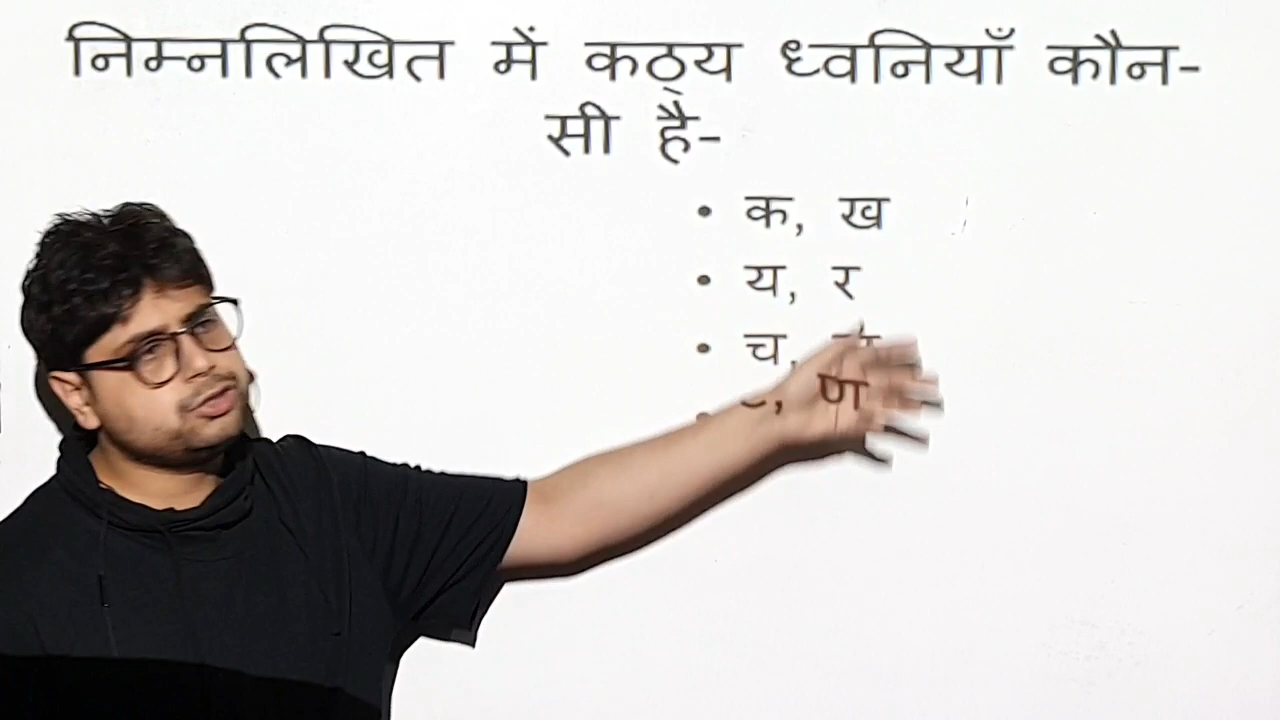 निम्नलिखित में कठ्य ध्वनियाँ कौन-
सी है-
• क, ख
• य, र
• च,
• ण